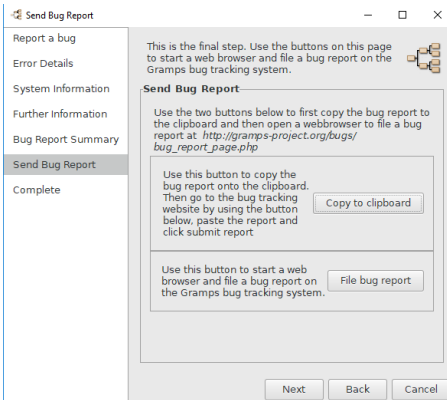 Send Bug Report
Report a bug
Error Details
System Information
Further Information
Bug Report Summary
Send Bug Report
Complete
This is the final step. Use the buttons on this page
to start a web browser and file a bug report on the
Gramps bug tracking system.
Send Bug Report
Use the two buttons below to first copy the bug report to
the clipboard and then open a webbrowser to file a bug
report at http://gramps-project.org/bugs/
bug_report_page.php
Use this button to copy the
bug report onto the clipboard.
Then go to the bug tracking
website by using the button
below, paste the report and
click submit report
Copy to clipboard
Use this button to start a web
browser and file a bug report on
the Gramps bug tracking system.
File bug report
Next
Back
Cancel